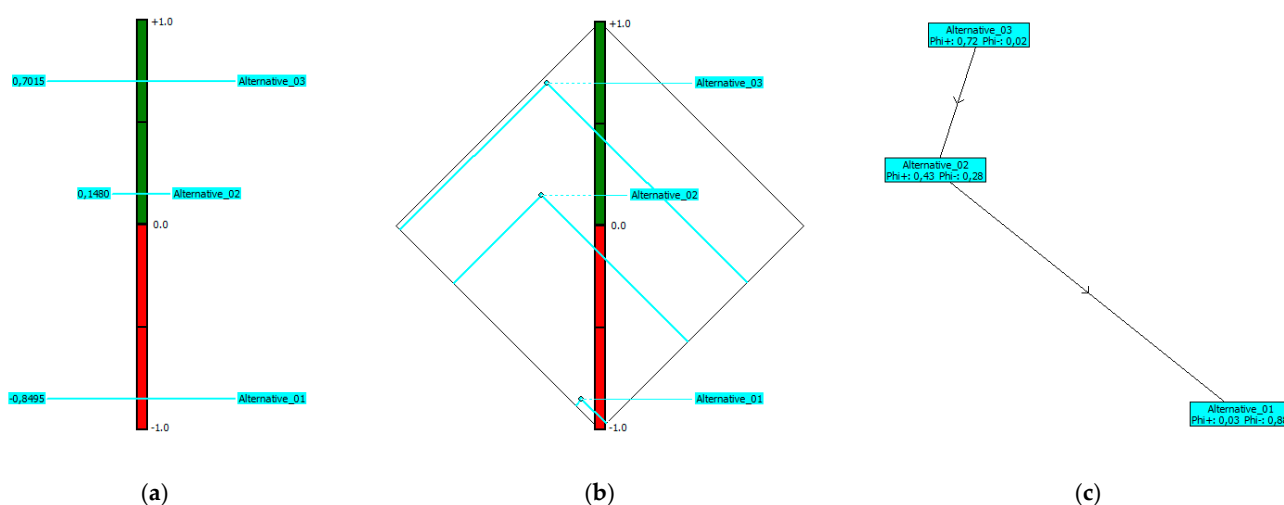 +1.0
0,7015
Alternative_03
0,1480
Alternative_02
0.0
-0,8495
Alternative_01
-1.0
(a)
+1.0
Alternative_03
Alternative_02
0.0
Alternative_01
-1.0
(b)
Alternative_03
Phi+: 0,72 Phi-: 0,02
Alternative_02
Phi+: 0,43 Phi-: 0,28
Alternative_01
Phi+: 0,03 Phi-: 0,88
(c)